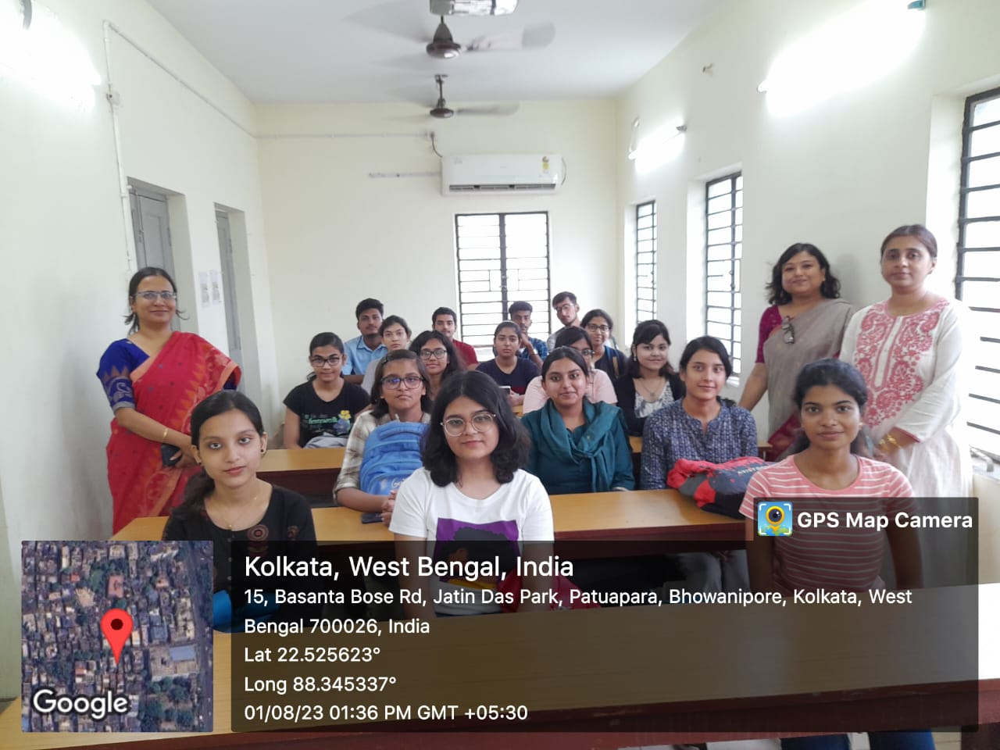 GPS Map Camera
Kolkata, West Bengal, India
15, Basanta Bose Rd, Jatin Das Park, Patuapara, Bhowanipore, Kolkata, West
Bengal 700026, India
Lat 22.525623°
Long 88.345337°
01/08/23 01:36 PM GMT +05:30
Google